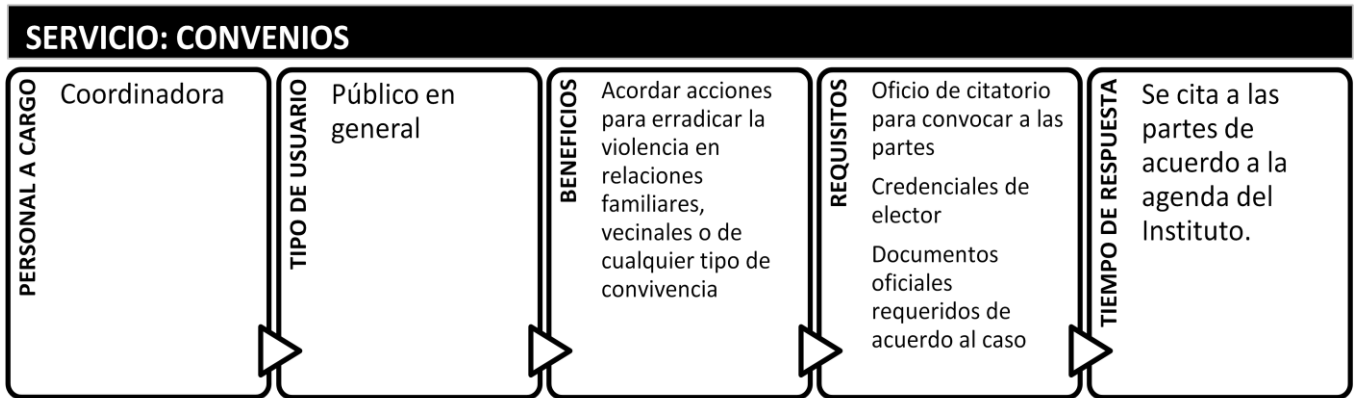 SERVICIO: CONVENIOS
PERSONAL A CARGO
Coordinadora
TIPO DE USUARIO
Público en
general
BENEFICIOS
Acordar acciones
para erradicar la
violencia en
relaciones
familiares,
vecinales o de
cualquier tipo de
convivencia
REQUISITOS
Oficio de citatorio
para convocar a las
partes
Credenciales de
elector
Documentos
oficiales
requeridos de
acuerdo al caso
TIEMPO DE RESPUESTA
Se cita a las
partes de
acuerdo a la
agenda del
Instituto.